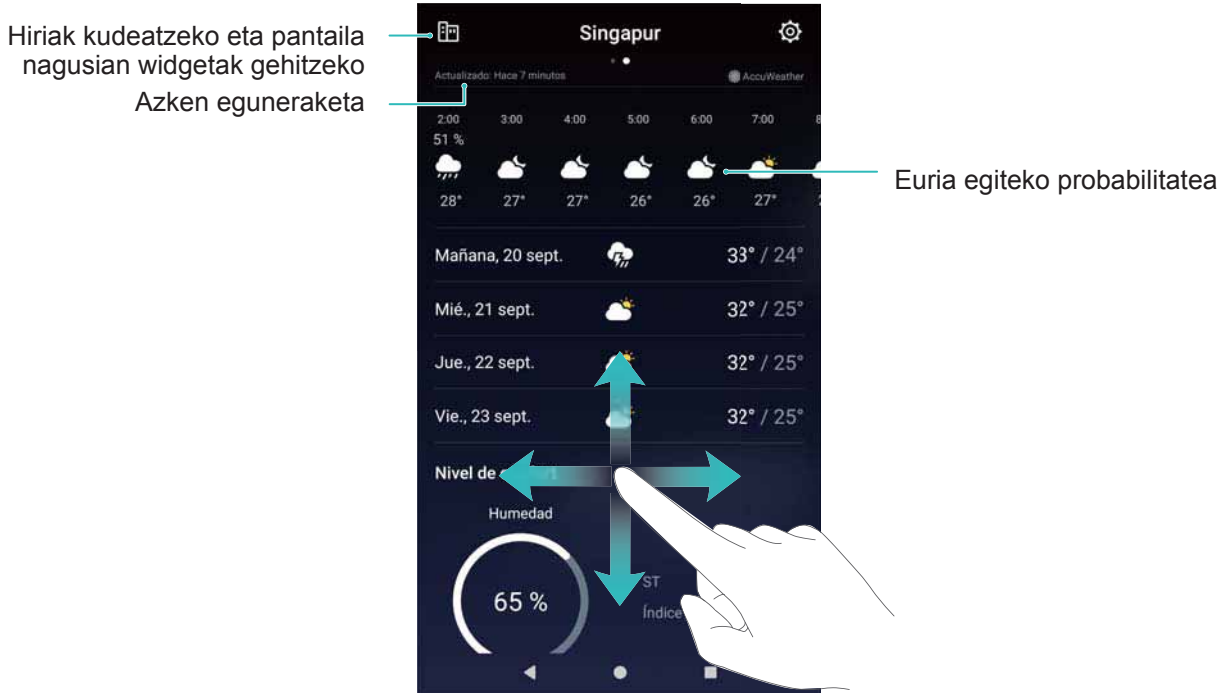 Hiriak kudeatzeko eta pantaila
nagusian widgetak gehitzeko
Azken eguneraketa
Singapur
Actualizado: Hace 7 minutos
AccuWeather
2:00 3:00 4:00 5:00 6:00 7:00 8
51 %
28° 27° 27° 26° 26° 27°
Euria egiteko probabilitatea
Mañana, 20 sept. 33° / 24°
Mié., 21 sept. 32° / 25°
Jue., 22 sept. 32° / 25°
Vie., 23 sept. 32° / 25°
Nivel de
Humedad
65 %
ST
Índice